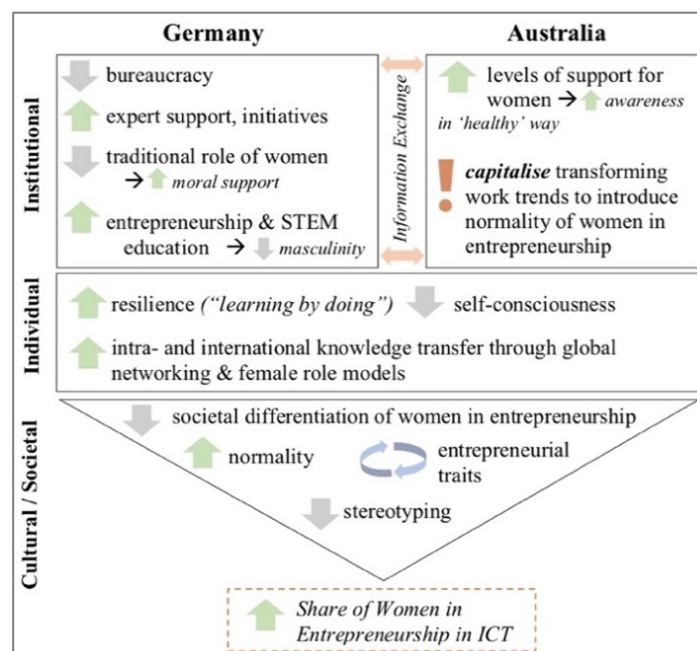 Germany
Australia
Institutional
bureaucracy
expert support, initiatives
traditional role of women
→ moral support
entrepreneurship & STEM
education → masculinity
Information Exchange
levels of support for
women → awareness
in ‘healthy’ way
! capitalise transforming
work trends to introduce
normality of women in
entrepreneurship
Individual
resilience (“learning by doing”)
self-consciousness
intra- and international knowledge transfer through global
networking & female role models
Cultural / Societal
societal differentiation of women in entrepreneurship
normality
entrepreneurial
traits
stereotyping
Share of Women in
Entrepreneurship in ICT